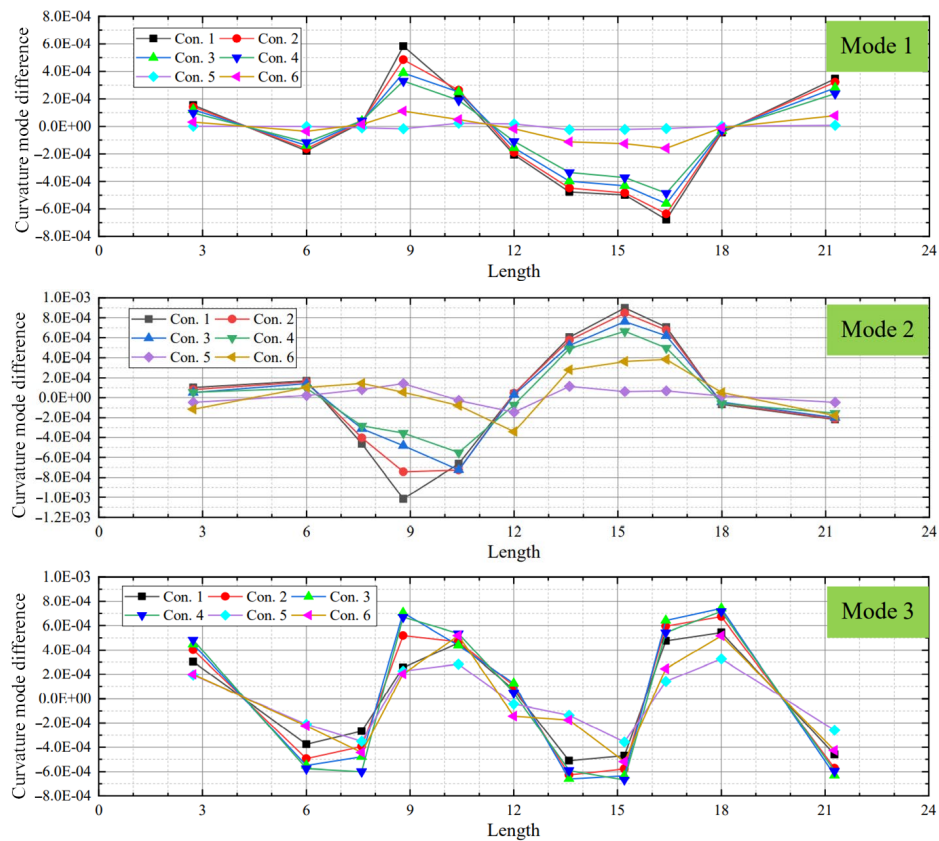 Curvature mode difference
8.0E-04
6.0E-04
4.0E-04
2.0E-04
0.0E+00
−2.0E-04
−4.0E-04
−6.0E-04
−8.0E-04
Con. 1 Con. 2
Con. 3 Con. 4
Con. 5 Con. 6
Mode 1
0 3 6 9 12 15 18 21 24
Length
Curvature mode difference
1.0E-03
8.0E-04
6.0E-04
4.0E-04
2.0E-04
0.0E+00
-2.0E-04
-4.0E-04
-6.0E-04
-8.0E-04
−1.0E-03
−1.2E-03
Con. 1 Con. 2
Con. 3 Con. 4
Con. 5 Con. 6
Mode 2
0 3 6 9 12 15 18 21 24
Length
Curvature mode difference
1.0E-03
8.0E-04
6.0E-04
4.0E-04
2.0E-04
0.0E+00
−2.0E-04
−4.0E-04
−6.0E-04
−8.0E-04
Con. 1 Con. 2 Con. 3
Con. 4 Con. 5 Con. 6
Mode 3
0 3 6 9 12 15 18 21 24
Length